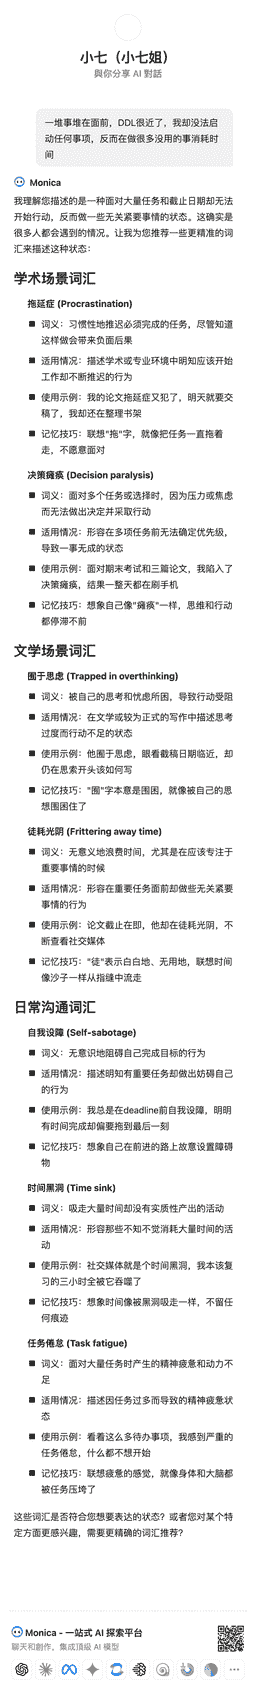 小七（小七姐）
與你分享 AI 對話
一堆事堆在面前，DDL很近了，我却没法启
动任何事项，反而在做很多没用的事消耗时
间
Monica
我理解您描述的是一种面对大量任务和截止日期却无法
开始行动，反而做一些无关紧要事情的状态。这确实是
很多人都会遇到的情况。让我为您推荐一些更精准的词
汇来描述这种状态：
学术场景词汇
拖延症 (Procrastination)
■ 词义：习惯性地推迟必须完成的任务，尽管知道
这样做会带来负面后果
■ 适用情况：描述学术或专业环境中明知应该开始
工作却不断推迟的行为
■ 使用示例：我的论文拖延症又犯了，明天就要交
稿了，我却还在整理书架
■ 记忆技巧：联想"拖"字，就像把任务一直拖着
走，不愿意面对
决策瘫痪 (Decision paralysis)
■ 词义：面对多个任务或选择时，因为压力或焦虑
而无法做出决定并采取行动
■ 适用情况：形容在多项任务前无法确定优先级，
导致一事无成的状态
■ 使用示例：面对期末考试和三篇论文，我陷入了
决策瘫痪，结果一整天都在刷手机
■ 记忆技巧：想象自己像"瘫痪"一样，思维和行动
都停滞不前
文学场景词汇
囿于思虑 (Trapped in overthinking)
■ 词义：被自己的思考和忧虑所困，导致行动受阻
■ 适用情况：在文学或较为正式的写作中描述思考
过度而行动不足的状态
■ 使用示例：他囿于思虑，眼看截稿日期临近，却
仍在思索开头该如何写
■ 记忆技巧："囿"字本意是围困，就像被自己的思
想围困住了
徒耗光阴 (Frittering away time)
■ 词义：无意义地浪费时间，尤其是在应该专注于
重要事情的时候
■ 适用情况：形容在重要任务面前却做些无关紧要
事情的行为
■ 使用示例：论文截止在即，他却在徒耗光阴，不
断查看社交媒体
■ 记忆技巧："徒"表示白白地、无用地，联想时间
像沙子一样从指缝中流走
日常沟通词汇
自我设障 (Self-sabotage)
■ 词义：无意识地阻碍自己完成目标的行为
■ 适用情况：描述明知有重要任务却做出妨碍自己
的行为
■ 使用示例：我总是在deadline前自我设障，明明
有时间完成却偏要拖到最后一刻
■ 记忆技巧：想象自己在前进的路上故意设置障碍
物
时间黑洞 (Time sink)
■ 词义：吸走大量时间却没有实质性产出的活动
■ 适用情况：形容那些不知不觉消耗大量时间的活
动
■ 使用示例：社交媒体就是个时间黑洞，我本该复
习的三小时全被它吞噬了
■ 记忆技巧：想象时间像被黑洞吸走一样，不留任
何痕迹
任务倦怠 (Task fatigue)
■ 词义：面对大量任务时产生的精神疲惫和动力不
足
■ 适用情况：描述因任务过多而导致的精神疲惫状
态
■ 使用示例：看着这么多待办事项，我感到严重的
任务倦怠，什么都不想开始
■ 记忆技巧：联想疲惫的感觉，就像身体和大脑都
被任务压垮了
这些词汇是否符合您想要表达的状态？或者您对某个特
定方面更感兴趣，需要更精确的词汇推荐？
Monica - 一站式 AI 探索平台
聊天和創作，集成頂級 AI 模型